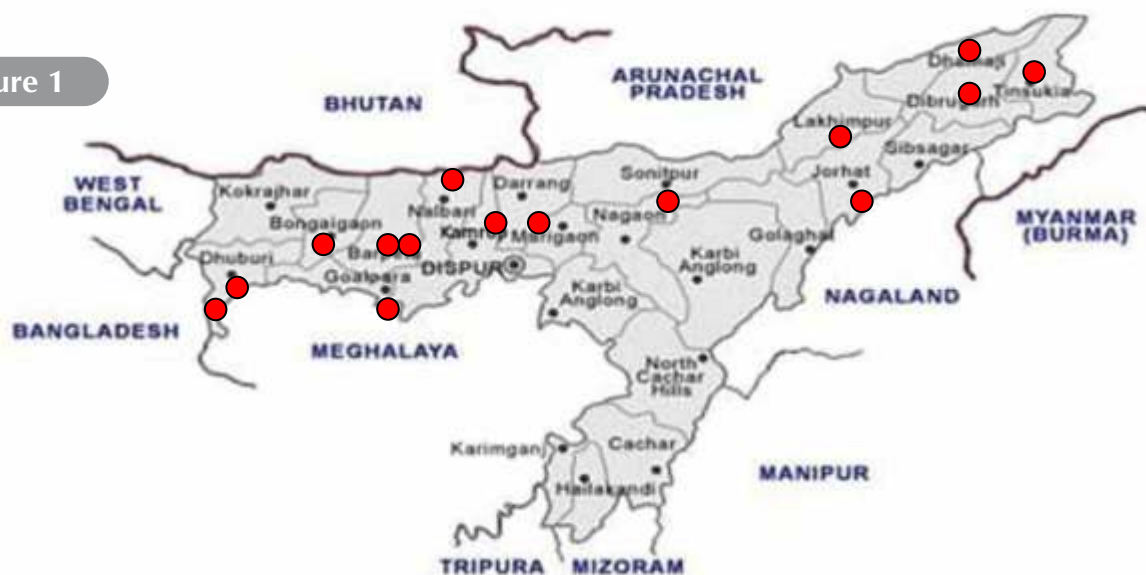 ure 1
BHUTAN
ARUNACHAL
PRADESH
WEST
BENGAL
BANGLADESH
MEGHALAYA
NAGALAND
MYANMAR
(BURMA)
MANIPUR
TRIPURA
MIZORAM
Kokrajhar
Bongaigaon
Dhuburi
Goalpara
Nalbari
Darrang
Marigaon
DISPUR
Sonitpur
Nagaon
Karbi
Anglong
Karbi
Anglong
Golaghat
Jorhat
Sibsagar
Lakhimpur
Dibrugarh
Tinsukia
North
Cachar
Hills
Karimganj
Cachar
Hailakandi